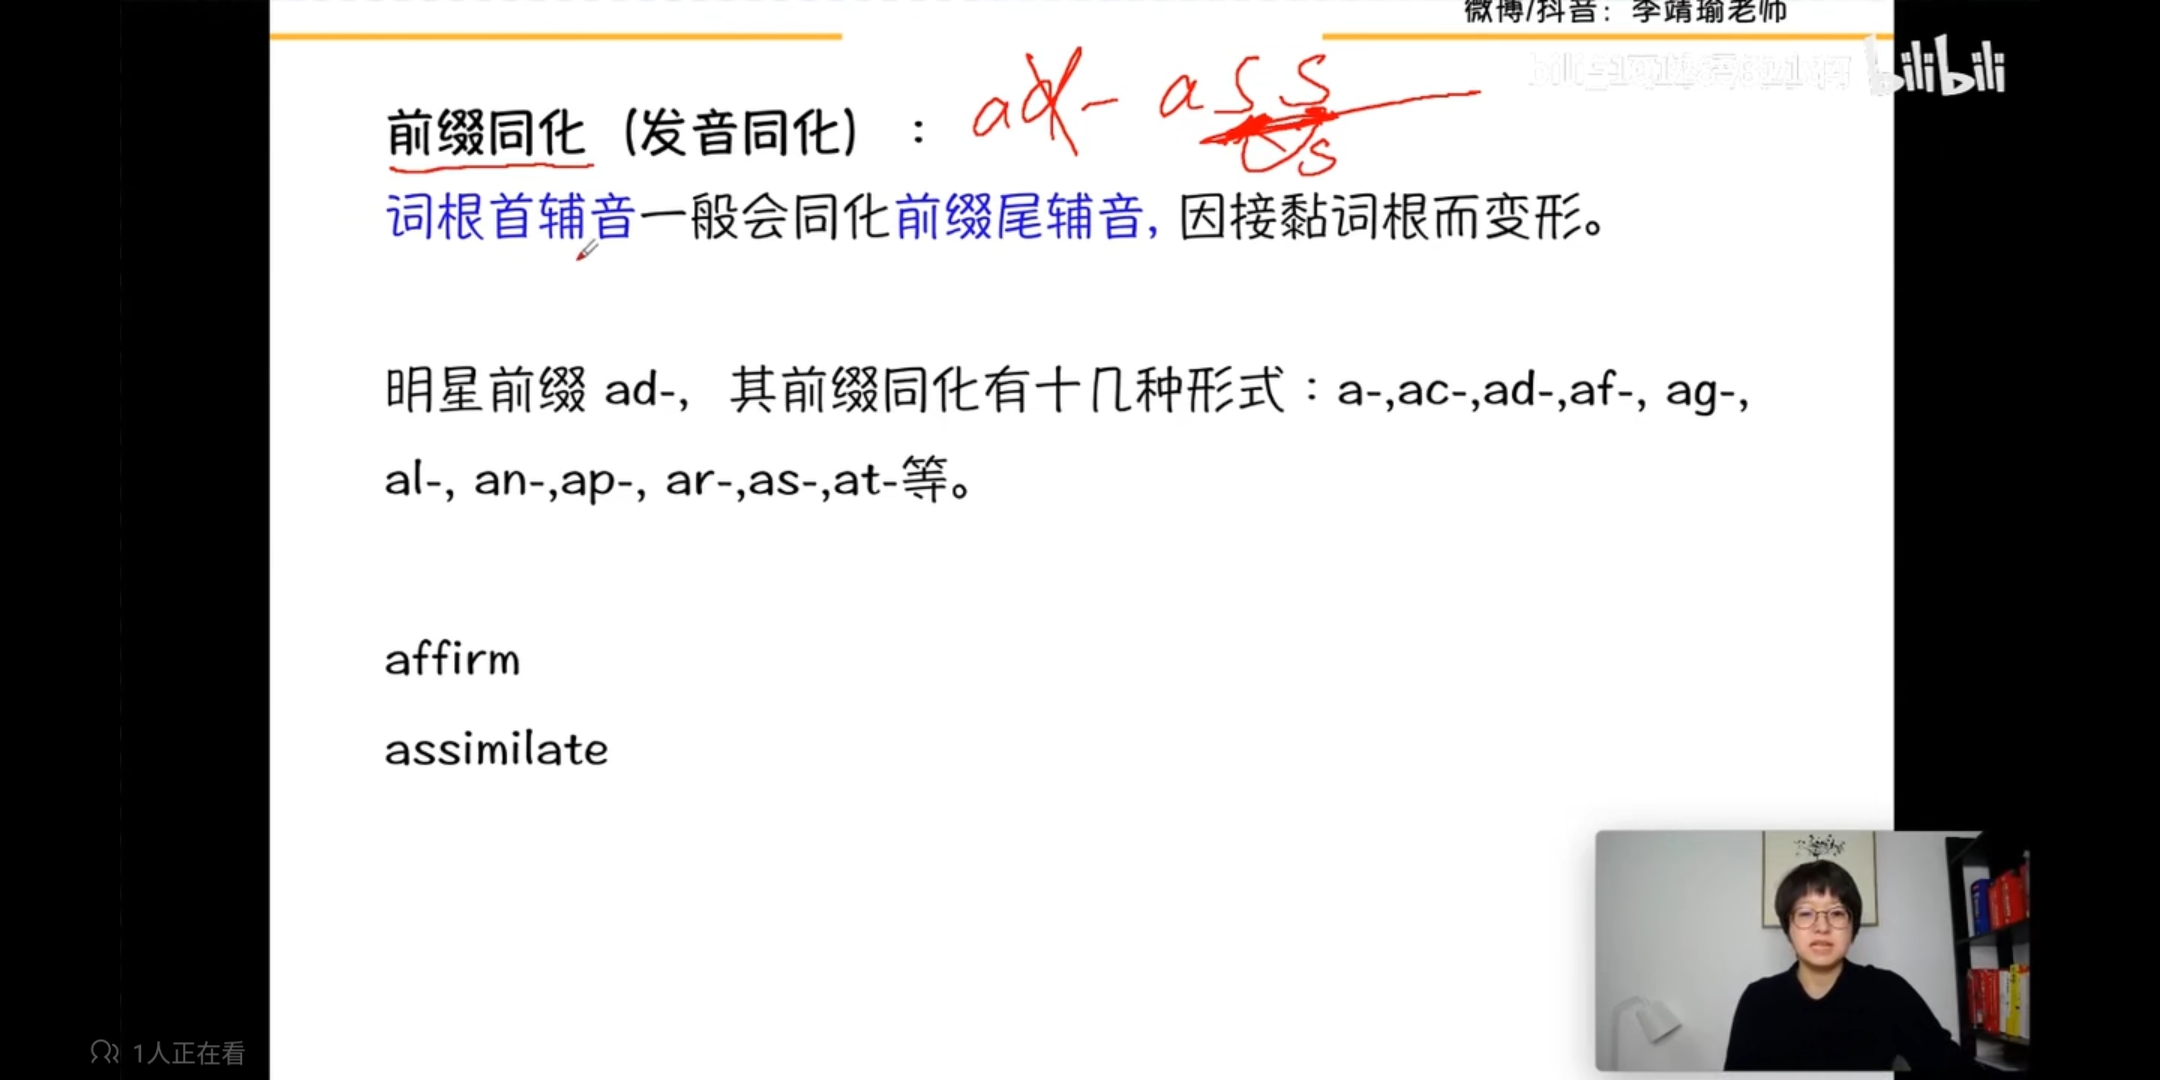 微博/抖音：李靖瑜老师
bilibili
ad- ass
s
前缀同化（发音同化）：
词根首辅音一般会同化前缀尾辅音，因接黏词根而变形。
明星前缀 ad-，其前缀同化有十几种形式：a-,ac-,ad-,af-, ag-,
al-, an-,ap-, ar-,as-,at-等。
affirm
assimilate
1人正在看